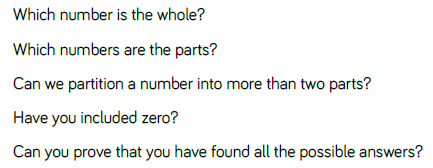 Which number is the whole?
Which numbers are the parts?
Can we partition a number into more than two parts?
Have you included zero?
Can you prove that you have found all the possible answers?